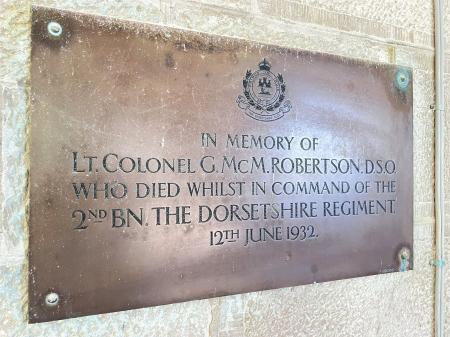 IN MEMORY OF
LT. COLONEL G. MCM. ROBERTSON. D.S.O.
WHO DIED WHILST IN COMMAND OF THE
2ND BN. THE DORSETSHIRE REGIMENT.
12TH JUNE 1932.